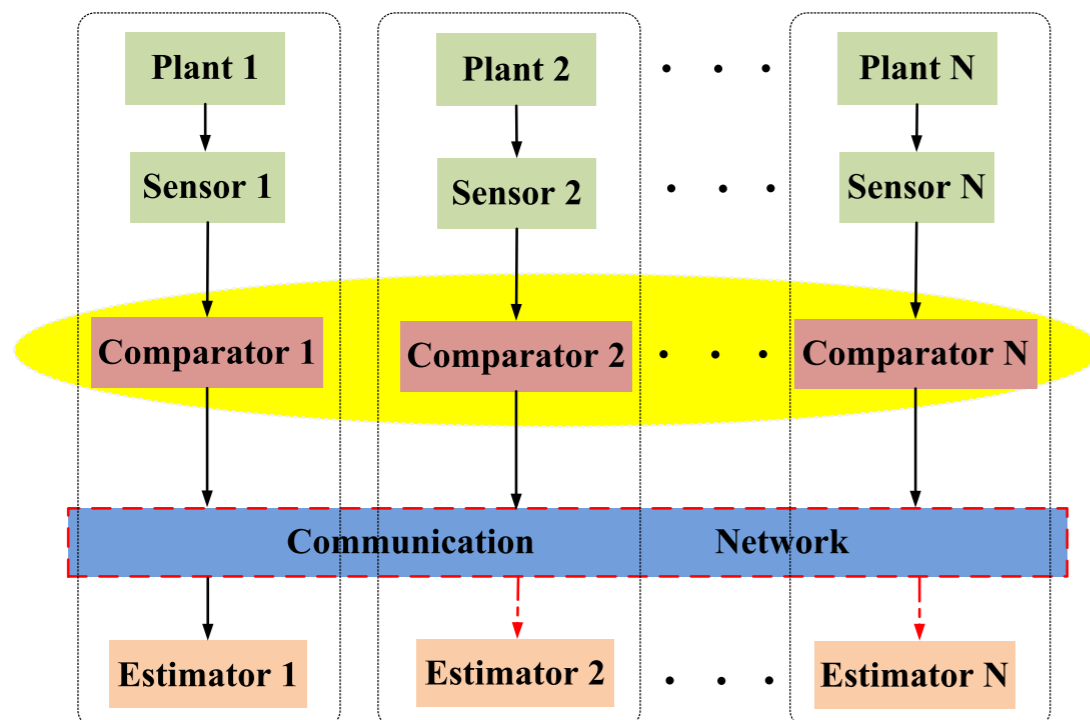 Plant 1 Plant 2 . . . Plant N
Sensor 1 Sensor 2 . . . Sensor N
Comparator 1 Comparator 2 . . . Comparator N
Communication Network
Estimator 1 Estimator 2 . . . Estimator N